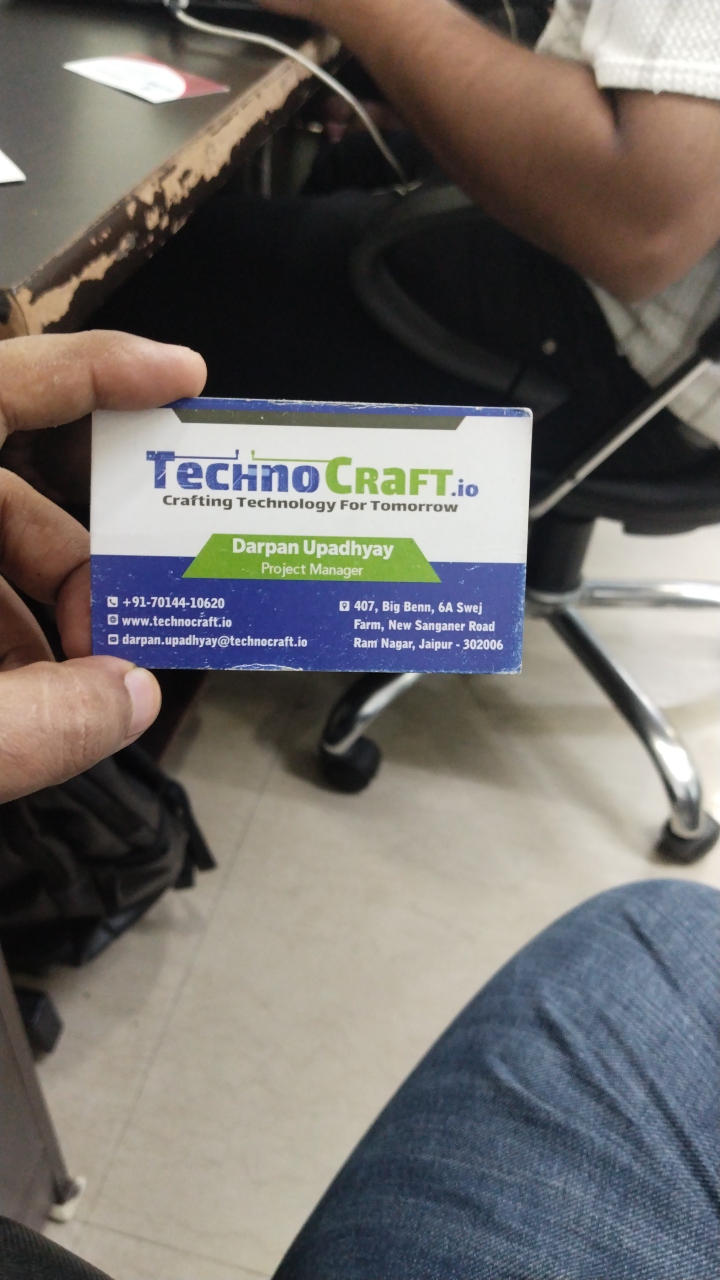 TechnoCraft.io
Crafting Technology For Tomorrow
Darpan Upadhyay
Project Manager
+91-70144-10620
www.technocraft.io
darpan.upadhyay@technocraft.io
407, Big Benn, 6A Swej
Farm, New Sanganer Road
Ram Nagar, Jaipur - 302006